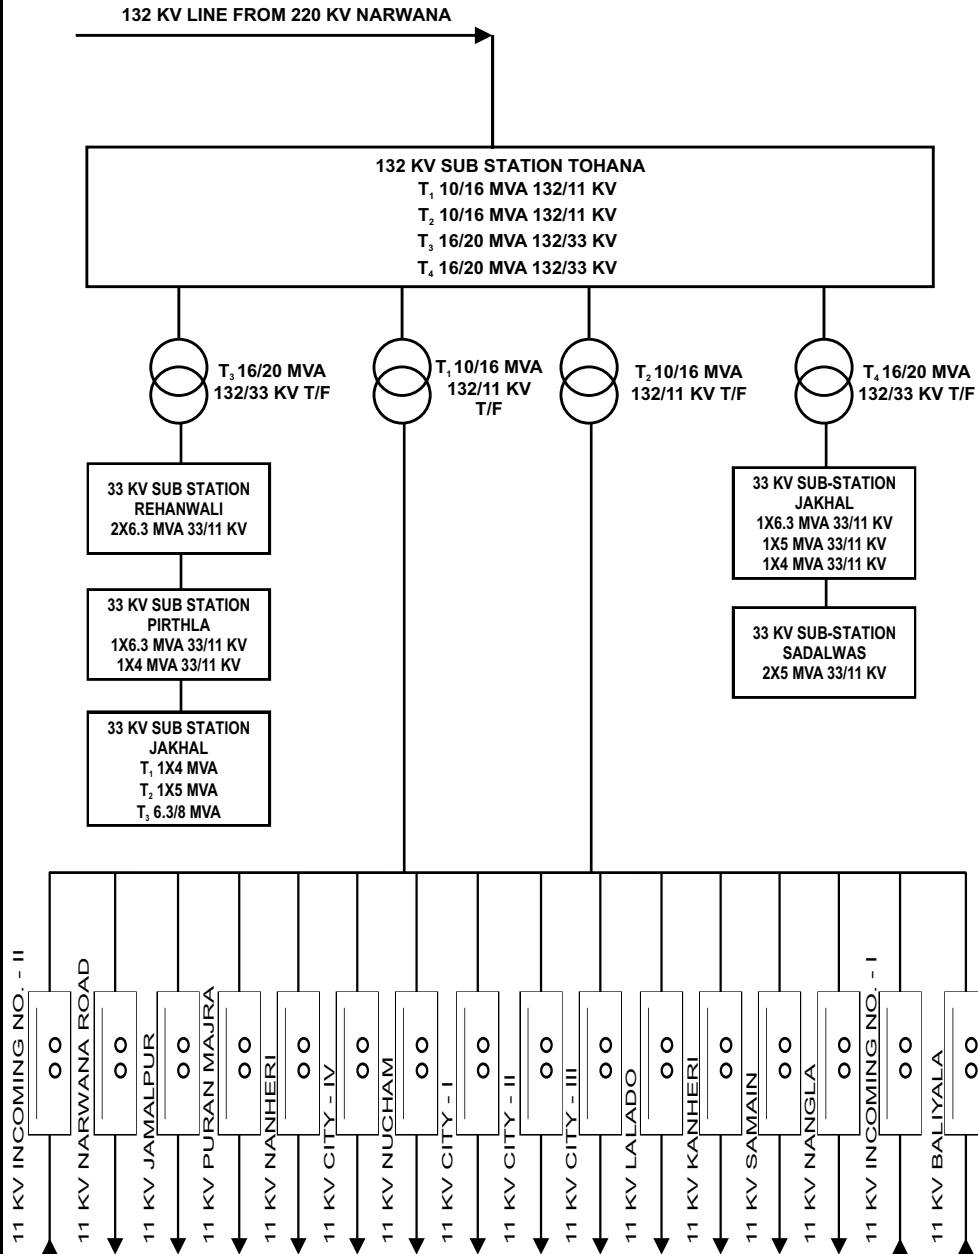 132 KV LINE FROM 220 KV NARWANA
132 KV SUB STATION TOHANA
T₁ 10/16 MVA 132/11 KV
T₂ 10/16 MVA 132/11 KV
T₃ 16/20 MVA 132/33 KV
T₄ 16/20 MVA 132/33 KV
T₃ 16/20 MVA
132/33 KV T/F
T₁ 10/16 MVA
132/11 KV
T/F
T₂ 10/16 MVA
132/11 KV T/F
T₄ 16/20 MVA
132/33 KV T/F
33 KV SUB STATION
REHANWALI
2X6.3 MVA 33/11 KV
33 KV SUB STATION
PIRTHLA
1X6.3 MVA 33/11 KV
1X4 MVA 33/11 KV
33 KV SUB STATION
JAKHAL
T₁ 1X4 MVA
T₂ 1X5 MVA
T₃ 6.3/8 MVA
33 KV SUB-STATION
JAKHAL
1X6.3 MVA 33/11 KV
1X5 MVA 33/11 KV
1X4 MVA 33/11 KV
33 KV SUB-STATION
SADALWAS
2X5 MVA 33/11 KV
11 KV INCOMING NO. - II
11 KV NARWANA ROAD
11 KV JAMALPUR
11 KV PURAN MAJRA
11 KV NANHERI
11 KV CITY - IV
11 KV NUCHAM
11 KV CITY - I
11 KV CITY - II
11 KV CITY - III
11 KV LALADO
11 KV KANHERI
11 KV SAMAIN
11 KV NANGLA
11 KV INCOMING NO. - I
11 KV BALIYALA